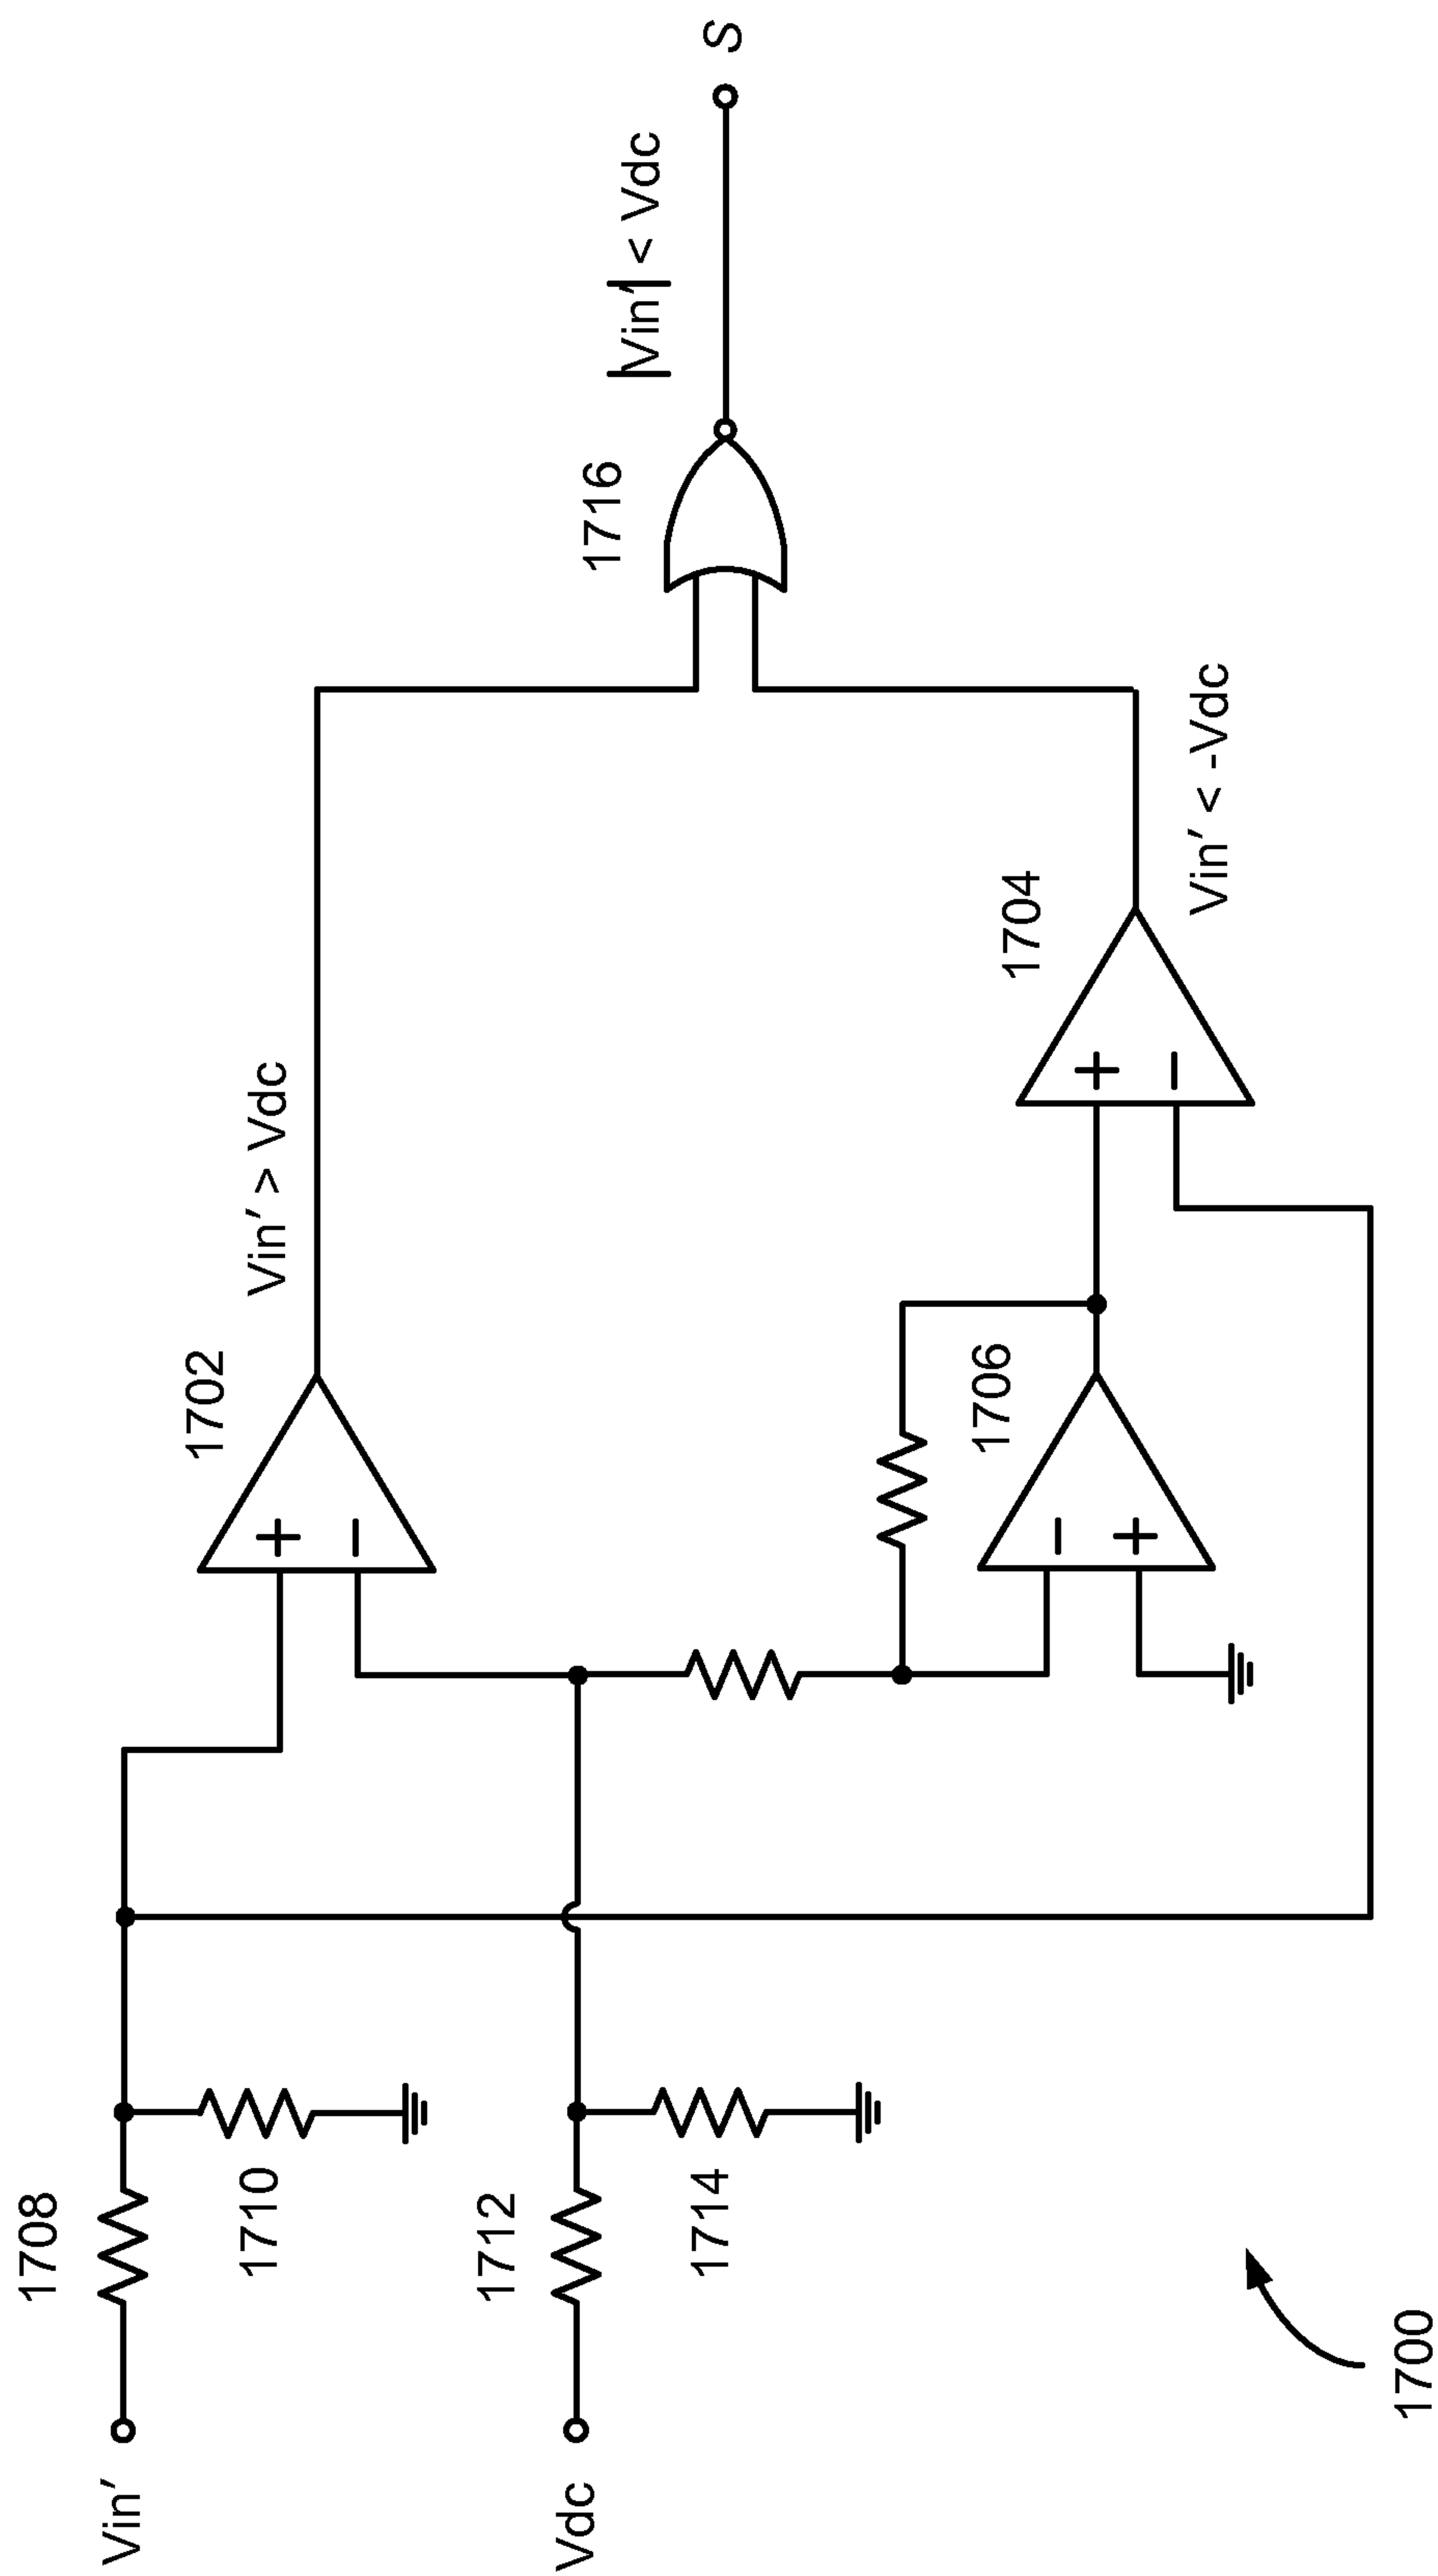 Vin′
1708
1710
Vdc
1712
1714
1702
+
−
Vin′ > Vdc
1706
−
+
1704
+
−
Vin′ < -Vdc
1716
|Vin′| < Vdc
S
1700